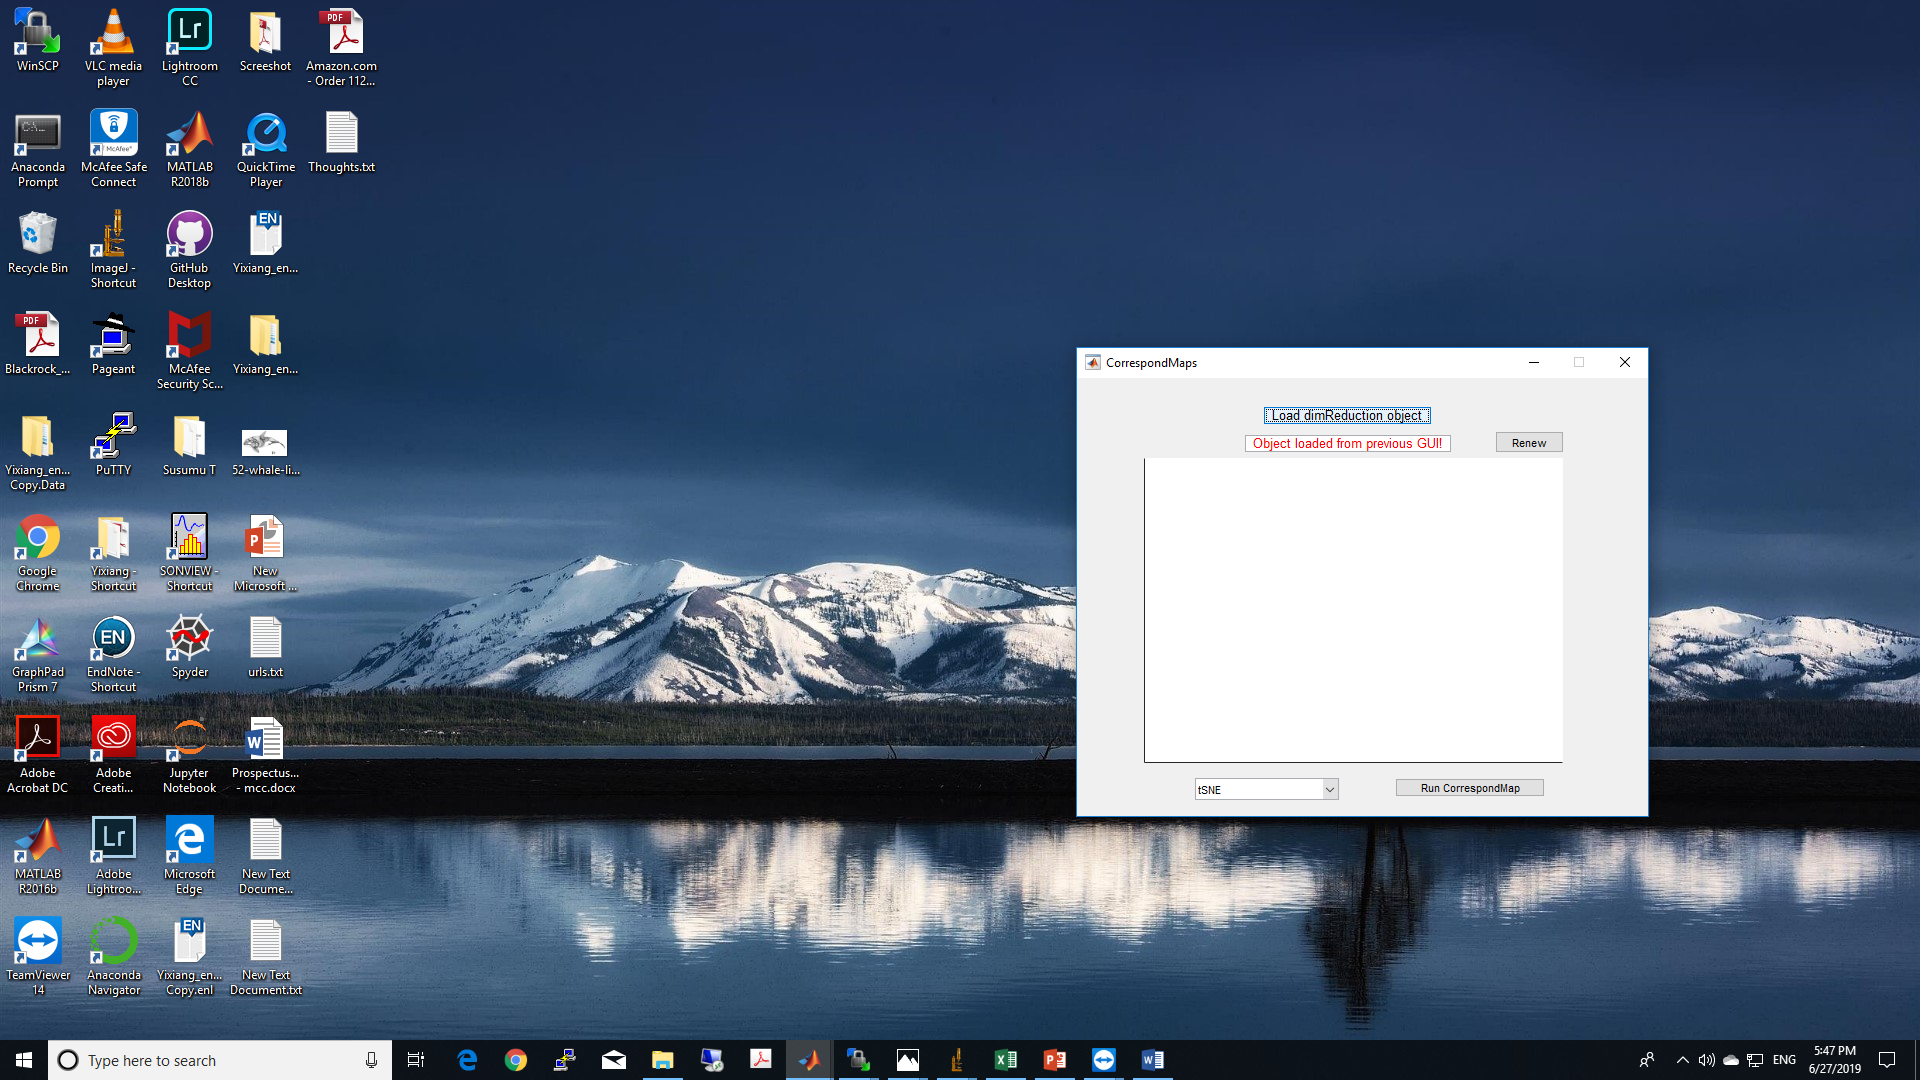 WinSCP
VLC media
player
Lightroom
CC
Screeshot
Amazon.com
- Order 112...
Anaconda
Prompt
McAfee Safe
Connect
MATLAB
R2018b
QuickTime
Player
Thoughts.txt
Recycle Bin
ImageJ -
Shortcut
GitHub
Desktop
Yixiang_en...
Blackrock_...
Pageant
McAfee
Security Sc...
Yixiang_en...
Yixiang_en...
Copy.Data
PuTTY
Susumu T
52-whale-li...
Google
Chrome
Yixiang -
Shortcut
SONVIEW -
Shortcut
New
Microsoft ...
GraphPad
Prism 7
EndNote -
Shortcut
Spyder
urls.txt
Adobe
Acrobat DC
Adobe
Creati...
Jupyter
Notebook
Prospectus...
- mcc.docx
MATLAB
R2016b
Adobe
Lightroo...
Microsoft
Edge
New Text
Docume...
TeamViewer
14
Anaconda
Navigator
Yixiang_en...
Copy.enl
New Text
Document.txt
CorrespondMaps
Load dimReduction object
Object loaded from previous GUI!
Renew
tSNE
Run CorrespondMap
Type here to search
ENG
5:47 PM
6/27/2019